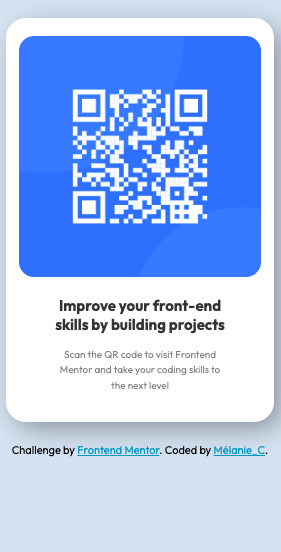 Improve your front-end
skills by building projects
Scan the QR code to visit Frontend
Mentor and take your coding skills to
the next level
Challenge by Frontend Mentor. Coded by Mélanie_C.